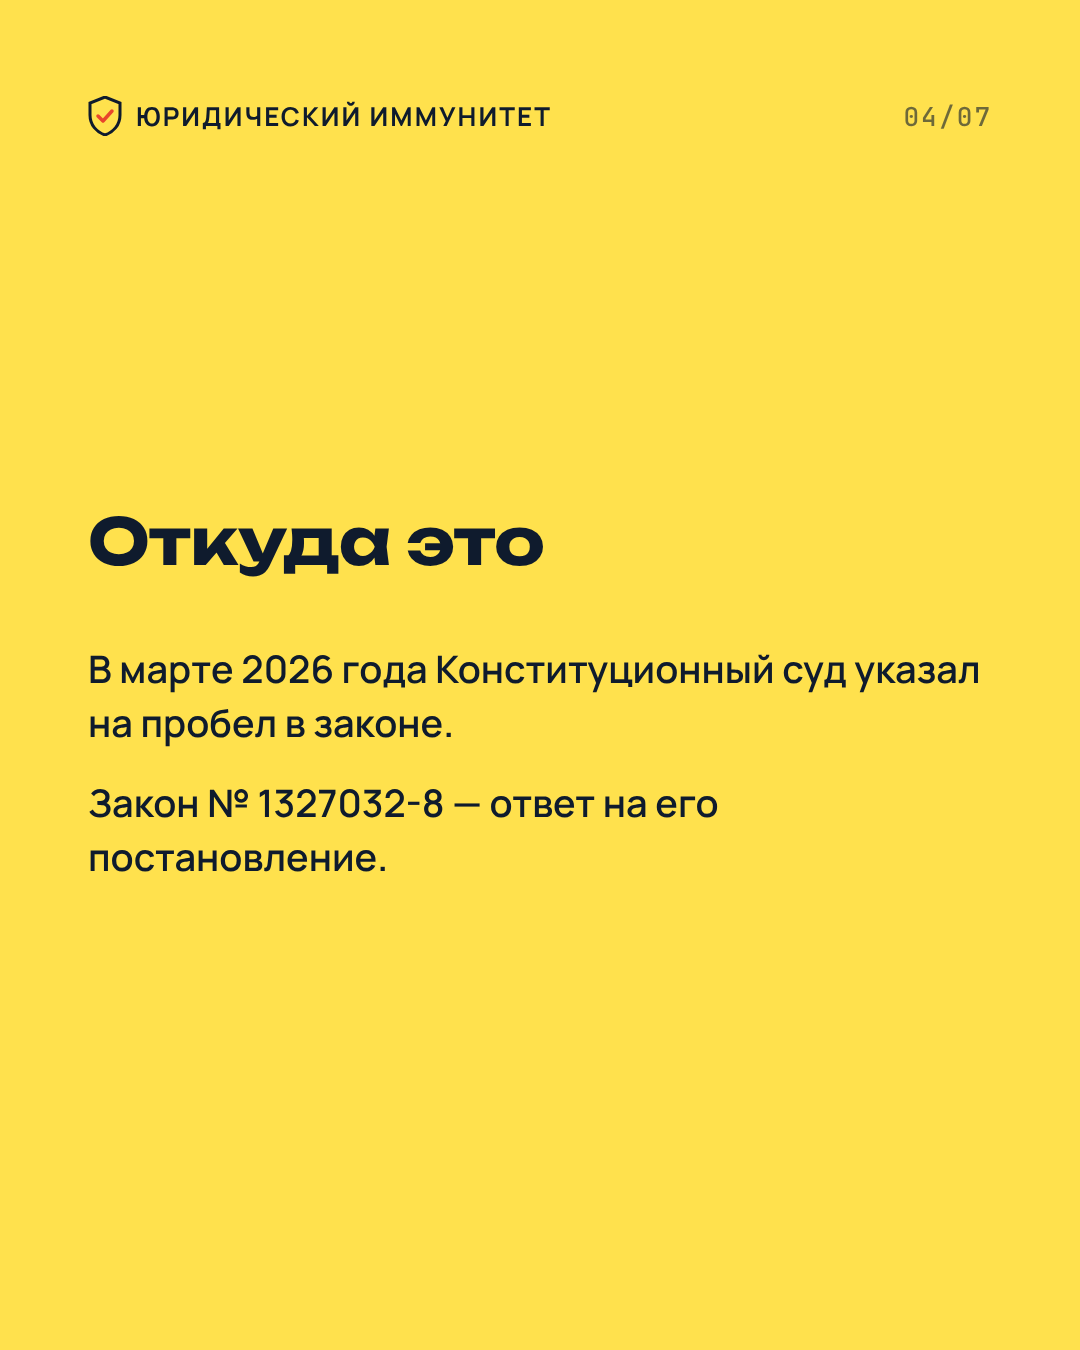 ЮРИДИЧЕСКИЙ ИММУНИТЕТ
04/07
Откуда это
В марте 2026 года Конституционный суд указал
на пробел в законе.
Закон № 1327032-8 — ответ на его
постановление.